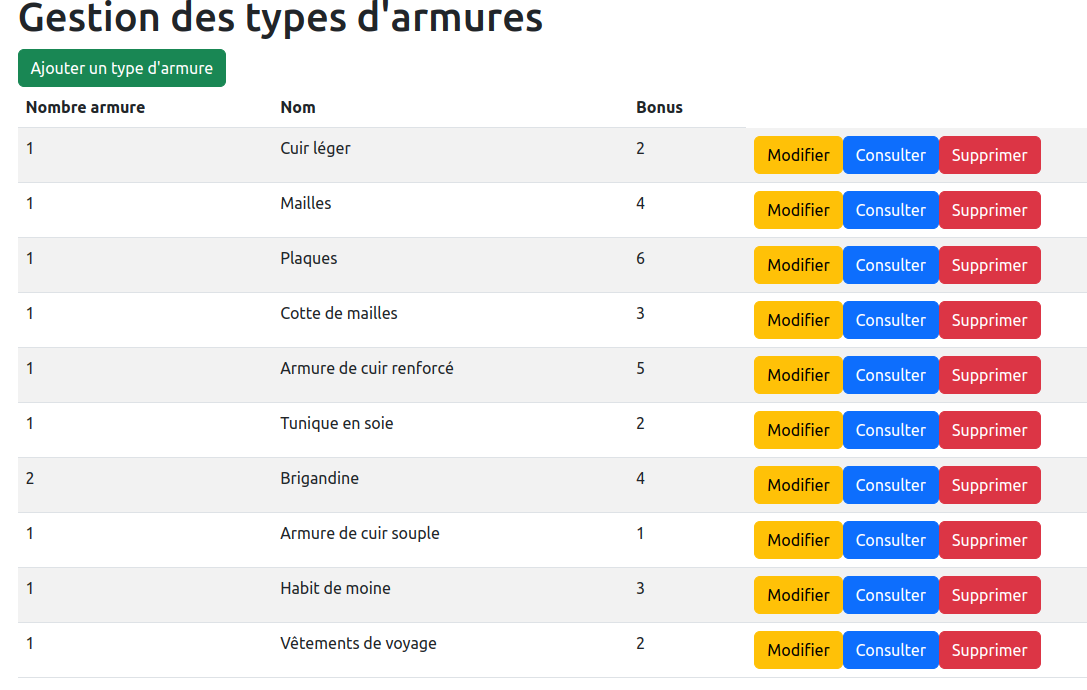 Gestion des types d'armures
Ajouter un type d'armure
Nombre armure Nom Bonus
1 Cuir léger 2 Modifier Consulter Supprimer
1 Mailles 4 Modifier Consulter Supprimer
1 Plaques 6 Modifier Consulter Supprimer
1 Cotte de mailles 3 Modifier Consulter Supprimer
1 Armure de cuir renforcé 5 Modifier Consulter Supprimer
1 Tunique en soie 2 Modifier Consulter Supprimer
2 Brigandine 4 Modifier Consulter Supprimer
1 Armure de cuir souple 1 Modifier Consulter Supprimer
1 Habit de moine 3 Modifier Consulter Supprimer
1 Vêtements de voyage 2 Modifier Consulter Supprimer